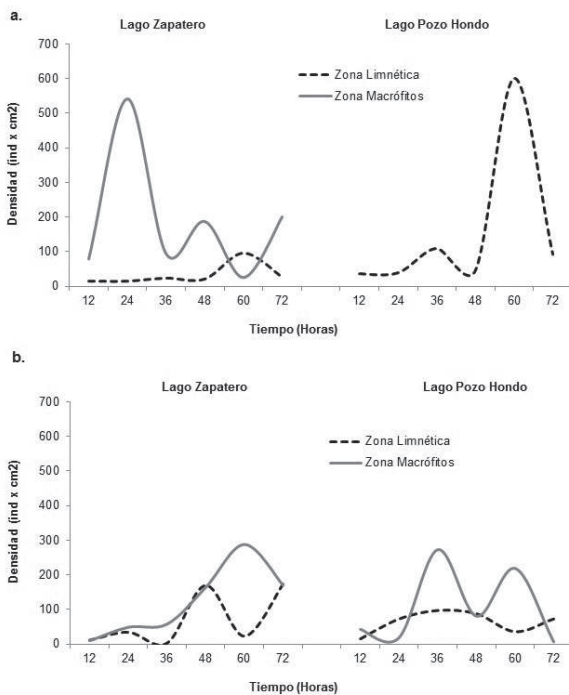 a.
Lago Zapatero
Lago Pozo Hondo
Zona Limnética
Zona Macrófitos
Densidad (ind x cm2)
700
600
500
400
300
200
100
0
12 24 36 48 60 72 12 24 36 48 60 72
Tiempo (Horas)
b.
Lago Zapatero
Lago Pozo Hondo
Zona Limnética
Zona Macrófitos
Densidad (ind x cm2)
700
600
500
400
300
200
100
0
12 24 36 48 60 72 12 24 36 48 60 72
Tiempo (Horas)